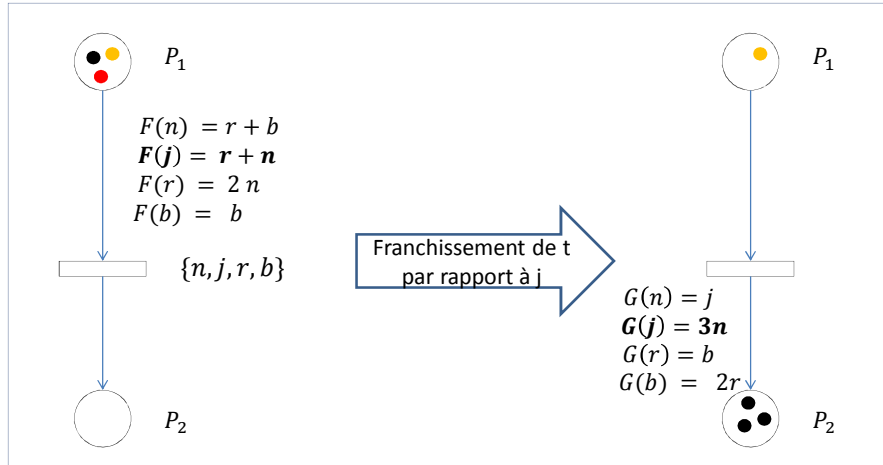 P₁
F(n) = r + b
F(j) = r + n
F(r) = 2 n
F(b) = b
{n, j, r, b}
P₂
Franchissement de t
par rapport à j
P₁
G(n) = j
G(j) = 3n
G(r) = b
G(b) = 2r
P₂